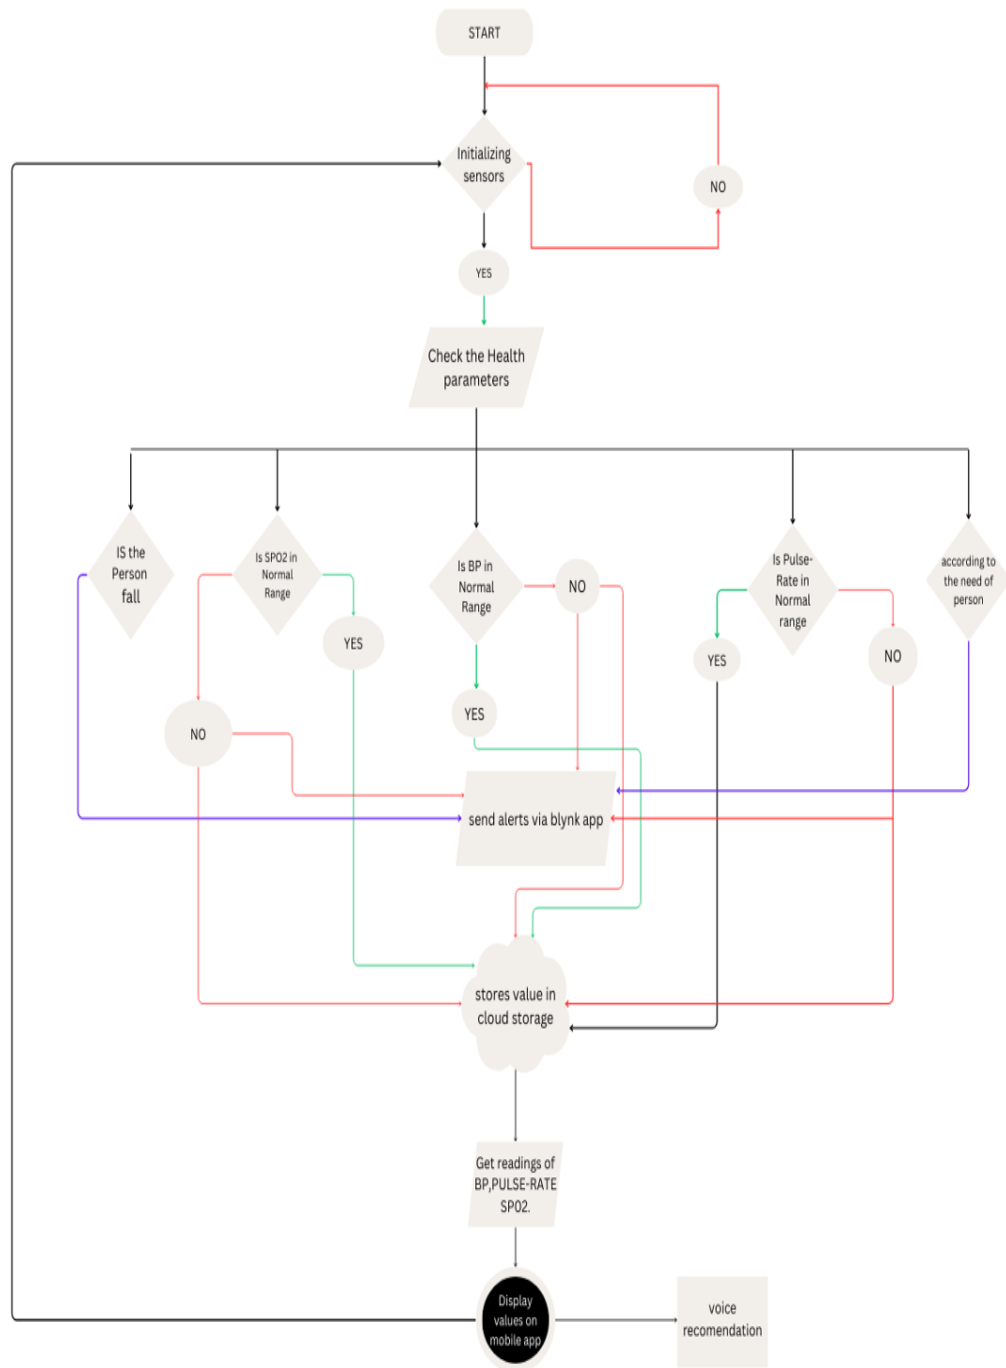 START
Initializing
sensors
NO
YES
Check the Health
parameters
IS the
Person
fall
Is SPO2 in
Normal
Range
Is BP in
Normal
Range
NO
Is Pulse-
Rate in
Normal
range
according to
the need of
person
YES
YES
NO
YES
NO
send alerts via blynk app
stores value in
cloud storage
Get readings of
BP,PULSE-RATE
SPO2.
Display
values on
mobile app
voice
recomendation